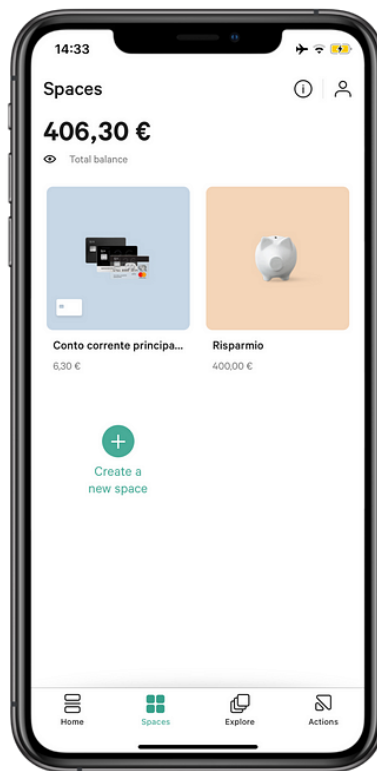 14:33
Spaces
406,30 €
Total balance
Conto corrente principa...
6,30 €
Risparmio
400,00 €
Create a
new space
Home
Spaces
Explore
Actions